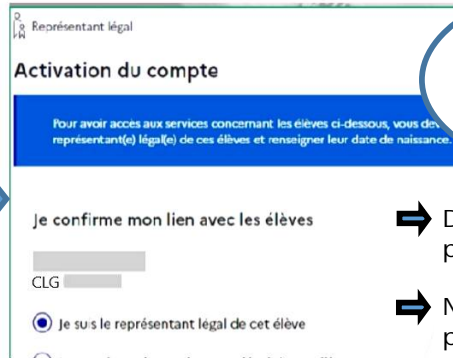 Représentant légal
Activation du compte
Pour avoir accès aux services concernant les élèves ci-dessous, vous
représentant(e) légal(e) de ces élèves et renseigner leur date de naissance.
Je confirme mon lien avec les élèves
CLG
Je suis le représentant légal de cet élève
D
p
N
p